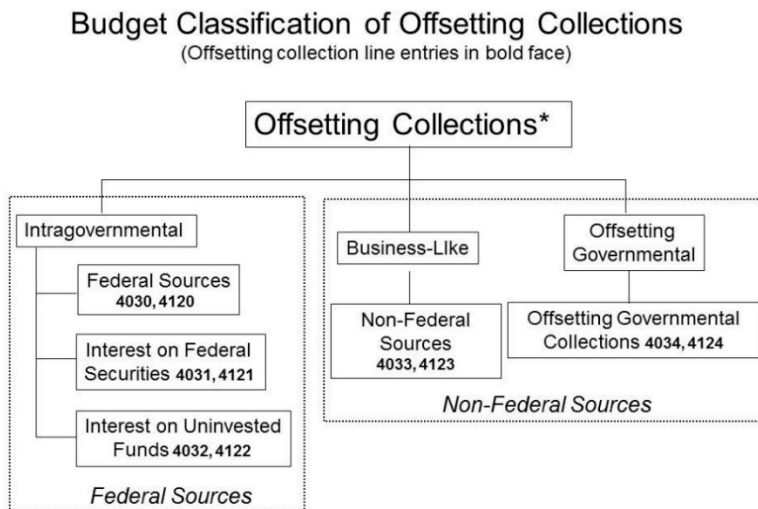 Budget Classification of Offsetting Collections
(Offsetting collection line entries in bold face)
Offsetting Collections*
Intragovernmental
Federal Sources
4030, 4120
Interest on Federal
Securities 4031, 4121
Interest on Uninvested
Funds 4032, 4122
Federal Sources
Business-LIke
Non-Federal
Sources
4033, 4123
Offsetting
Governmental
Offsetting Governmental
Collections 4034, 4124
Non-Federal Sources